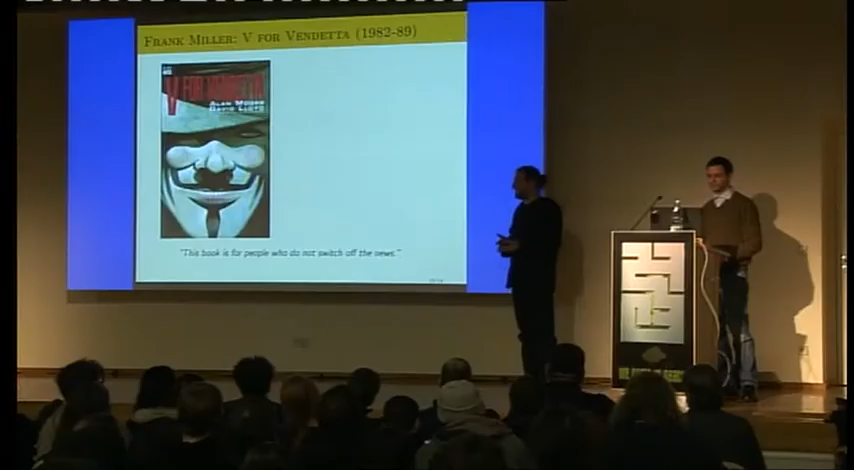 FRANK MILLER: V FOR VENDETTA (1982-89)
V FOR VENDETTA
ALAN MOORE
DAVID LLOYD
"This book is for people who do not switch off the news."